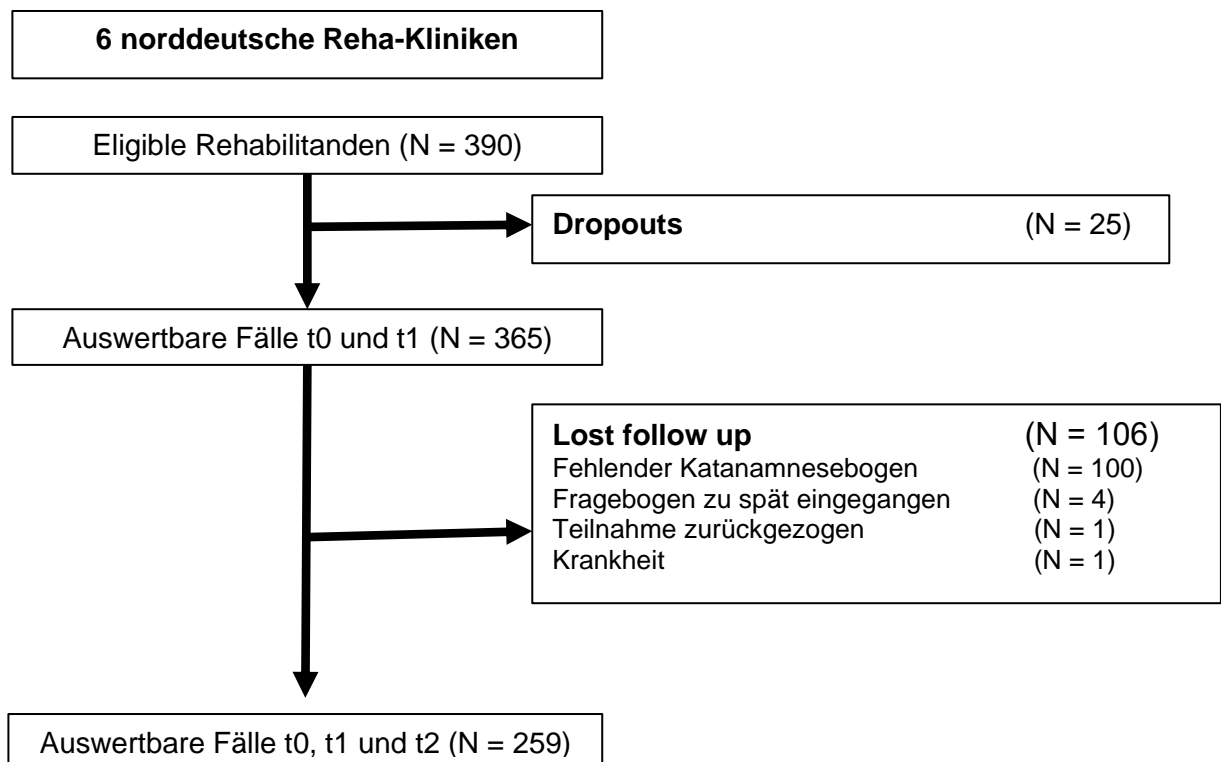 6 norddeutsche Reha-Kliniken
Eligible Rehabilitanden (N = 390)
Dropouts (N = 25)
Auswertbare Fälle t0 und t1 (N = 365)
Lost follow up (N = 106)
Fehlender Katanamnesebogen (N = 100)
Fragebogen zu spät eingegangen (N = 4)
Teilnahme zurückgezogen (N = 1)
Krankheit (N = 1)
Auswertbare Fälle t0, t1 und t2 (N = 259)